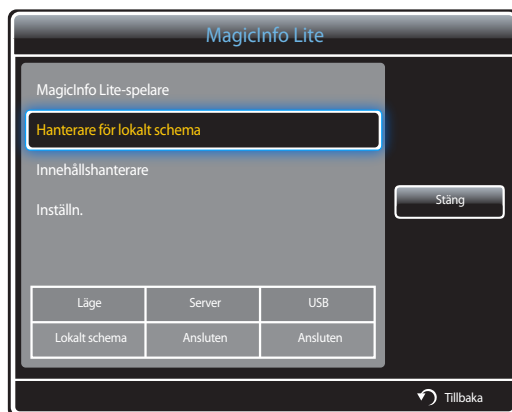 MagicInfo Lite
MagicInfo Lite-spelare
Hanterare för lokalt schema
Innehållshanterare
Inställn.
Stäng
Läge Server USB
Lokalt schema Ansluten Ansluten
Tillbaka